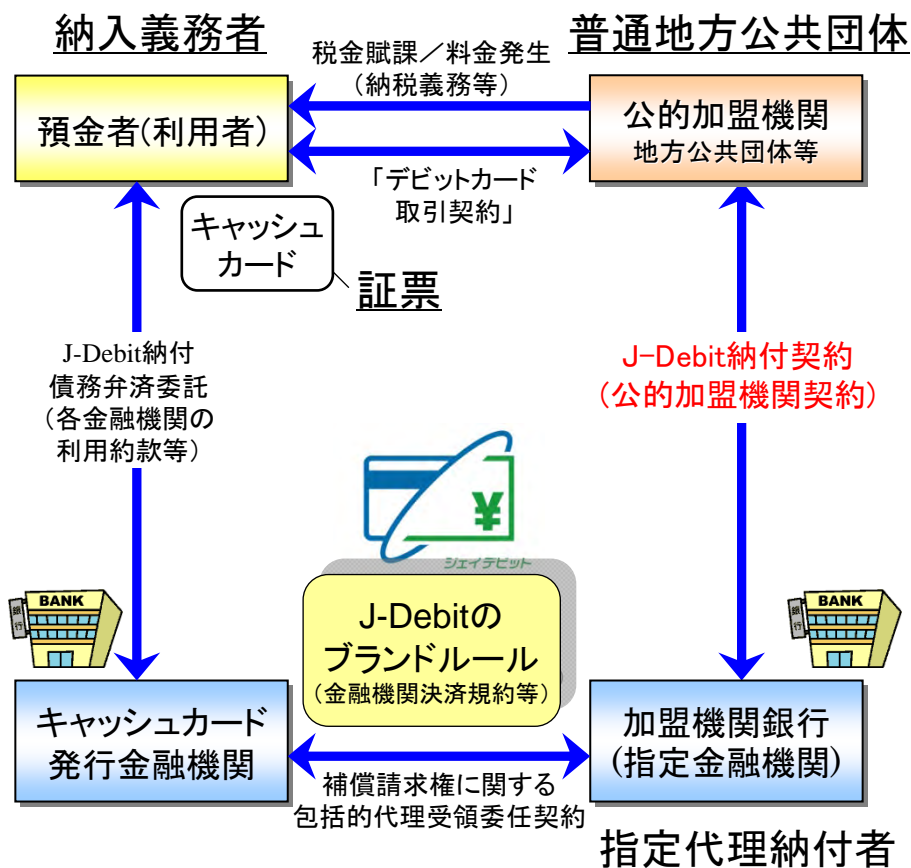 納入義務者
普通地方公共団体
税金賦課／料金発生
（納税義務等）
預金者(利用者）
公的加盟機関
地方公共団体等
「デビットカード
取引契約」
キャッシュ
カード
証票
J-Debit納付
債務弁済委託
（各金融機関の
利用約款等）
J-Debit納付契約
（公的加盟機関契約）
¥
ジェイデビット
BANK
銀行
J-Debitの
ブランドルール
（金融機関決済規約等）
BANK
銀行
キャッシュカード
発行金融機関
加盟機関銀行
(指定金融機関）
補償請求権に関する
包括的代理受領委任契約
指定代理納付者